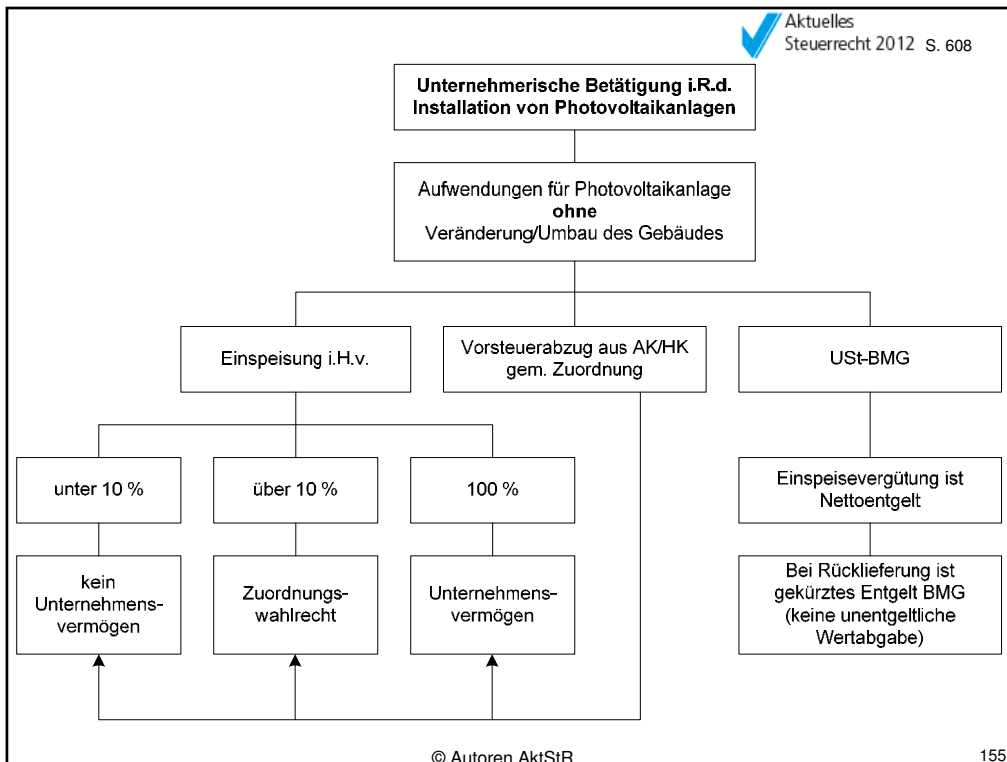 Aktuelles
Steuerrecht 2012 S. 608
Unternehmerische Betätigung i.R.d.
Installation von Photovoltaikanlagen
Aufwendungen für Photovoltaikanlage
ohne
Veränderung/Umbau des Gebäudes
Einspeisung i.H.v.
Vorsteuerabzug aus AK/HK
gem. Zuordnung
USt-BMG
unter 10 %
über 10 %
100 %
Einspeisevergütung ist
Nettoentgelt
kein
Unternehmens-
vermögen
Zuordnungs-
wahlrecht
Unternehmens-
vermögen
Bei Rücklieferung ist
gekürztes Entgelt BMG
(keine unentgeltliche
Wertabgabe)
© Autoren AktStR
155